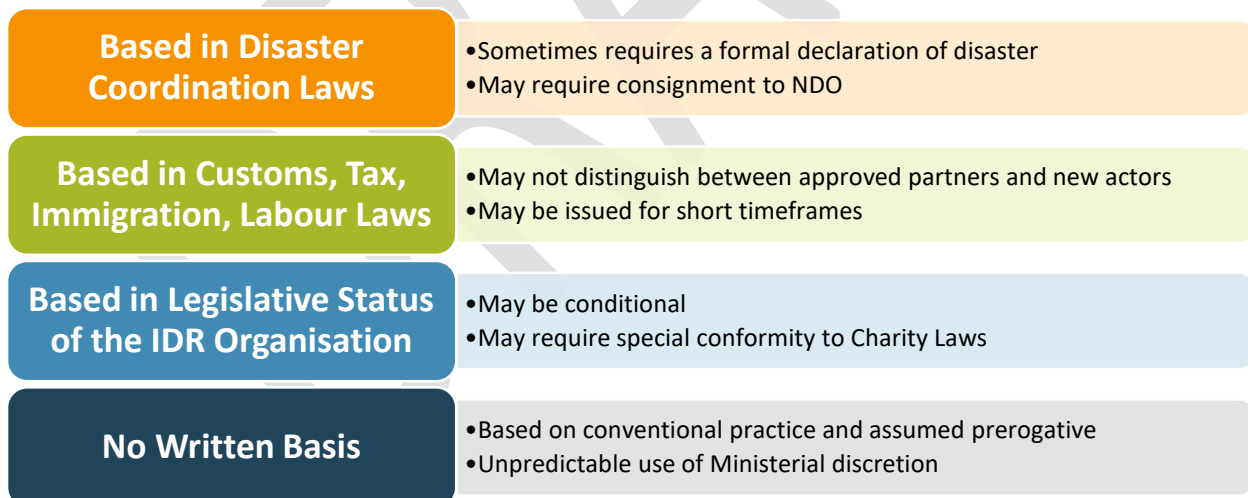 Based in Disaster
Coordination Laws
•Sometimes requires a formal declaration of disaster
•May require consignment to NDO
Based in Customs, Tax,
Immigration, Labour Laws
•May not distinguish between approved partners and new actors
•May be issued for short timeframes
Based in Legislative Status
of the IDR Organisation
•May be conditional
•May require special conformity to Charity Laws
No Written Basis
•Based on conventional practice and assumed prerogative
•Unpredictable use of Ministerial discretion